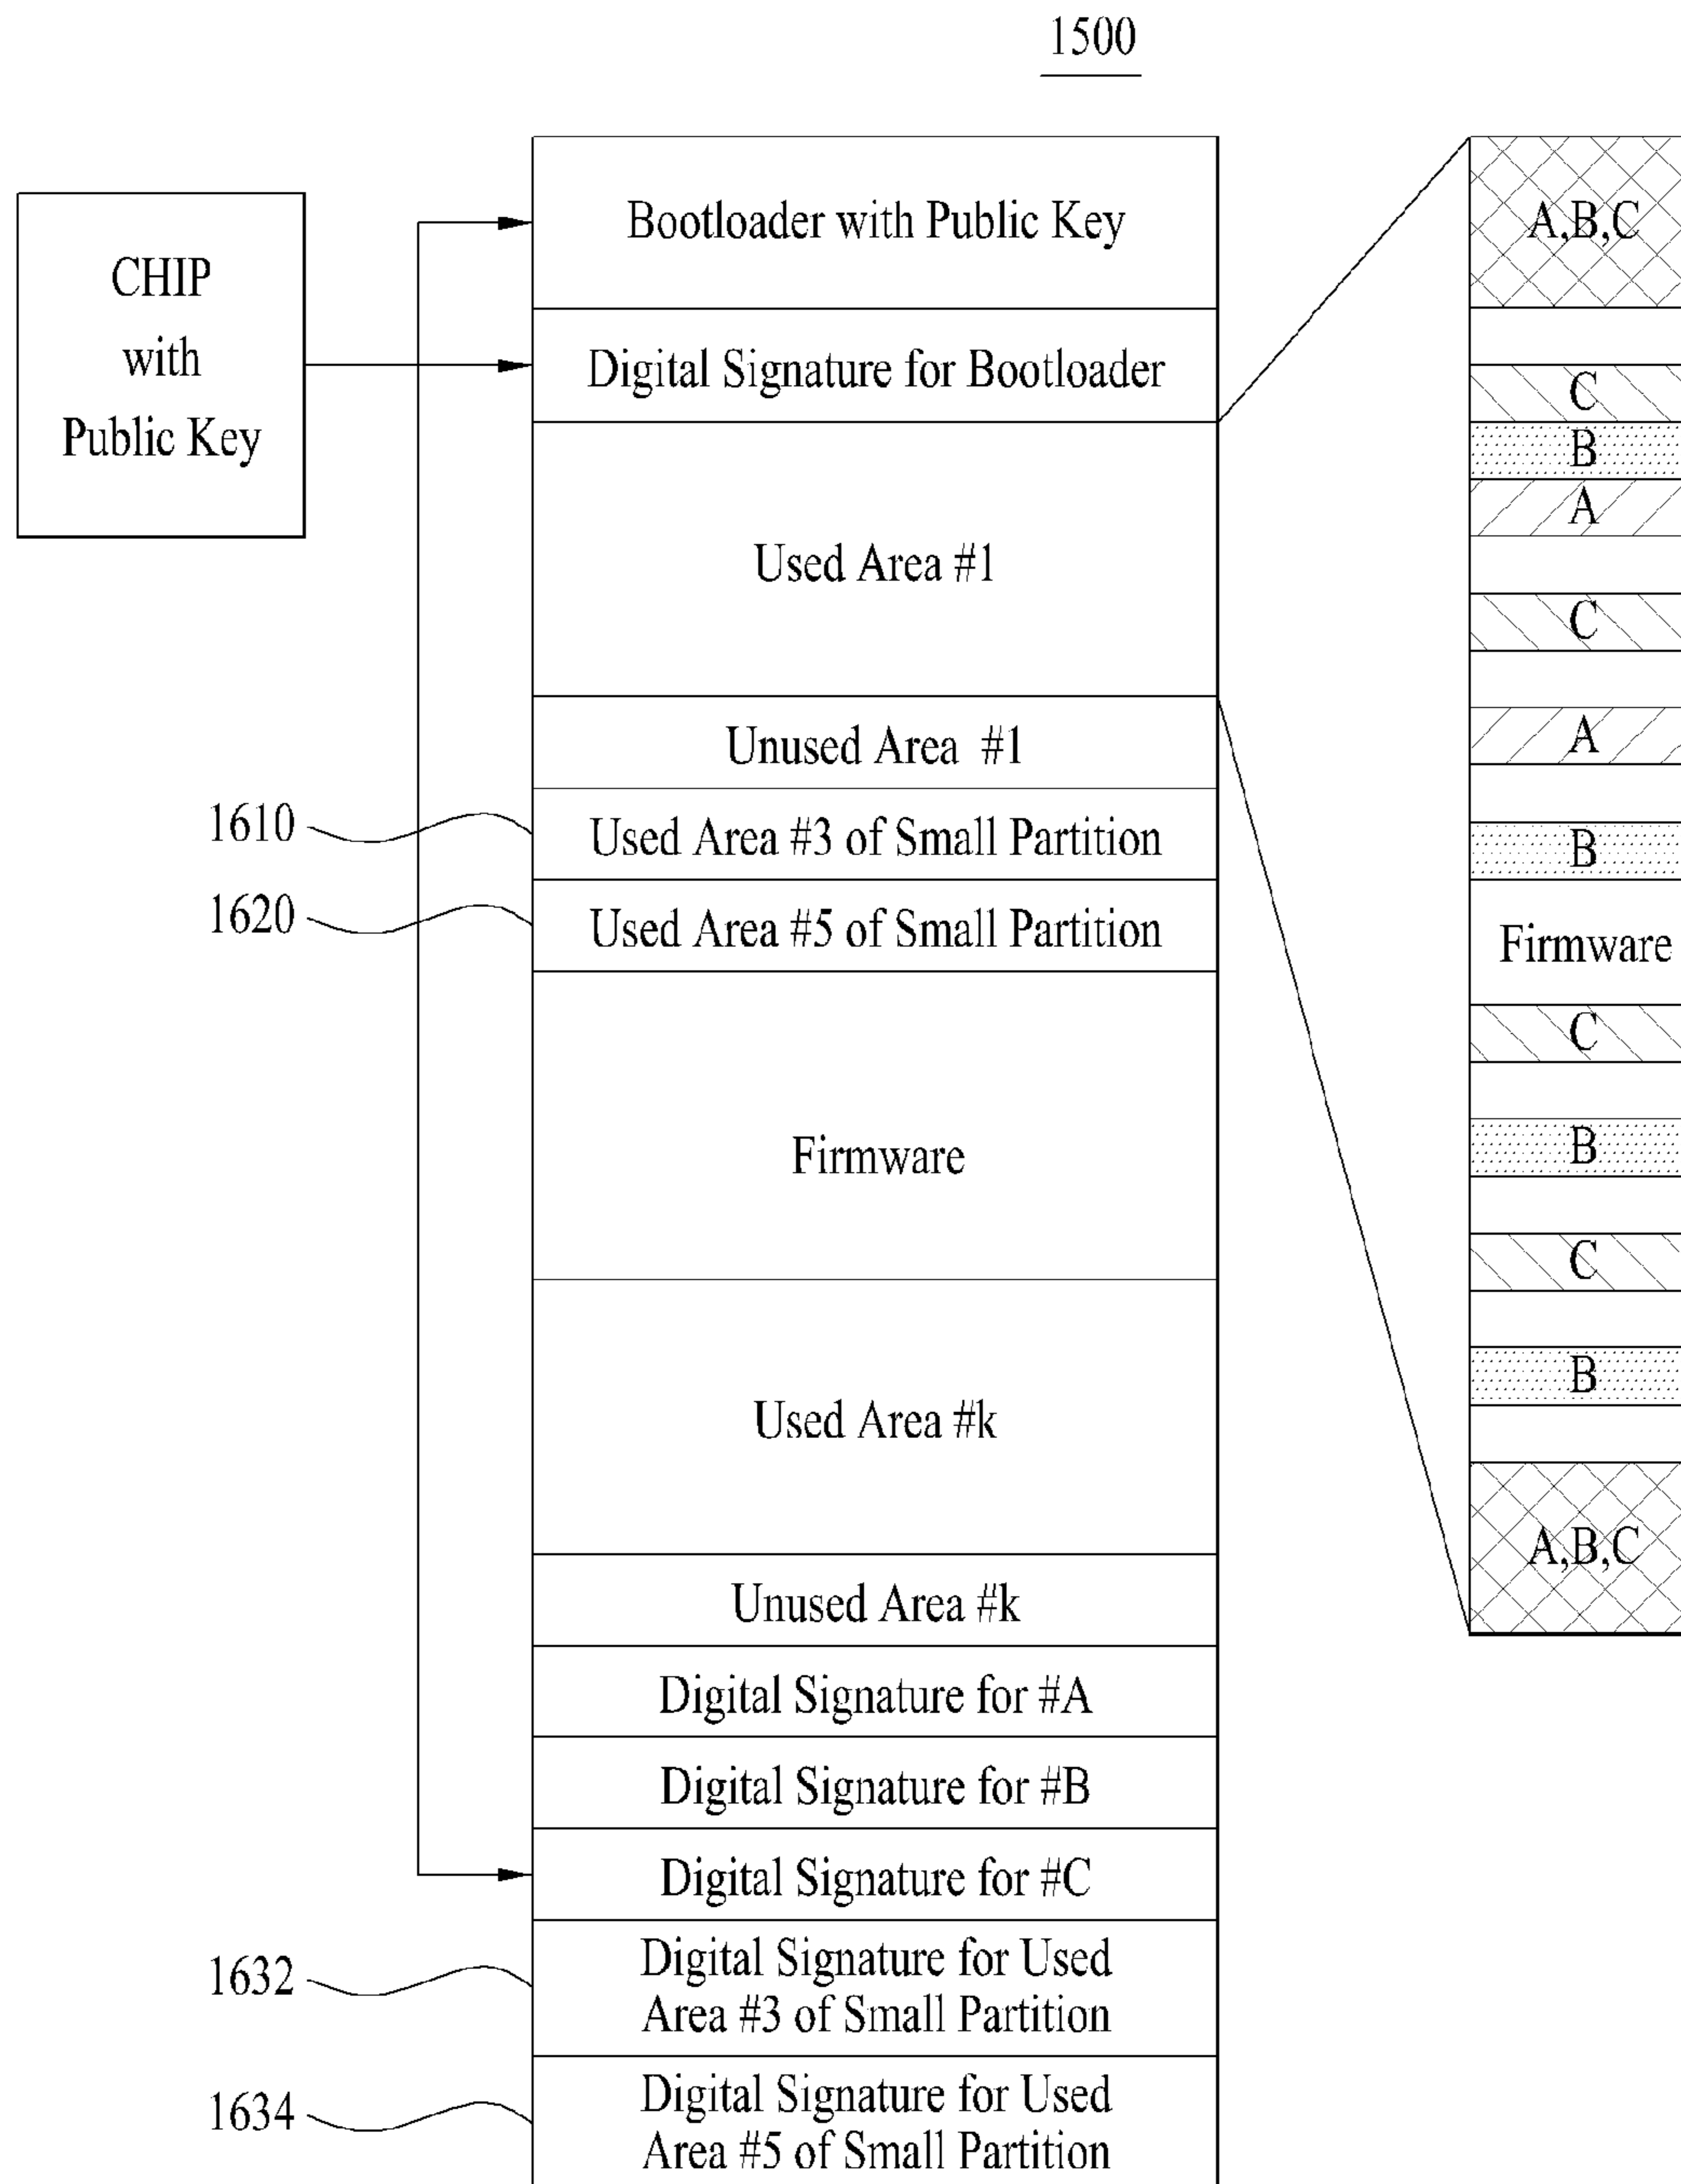 1500
CHIP
with
Public Key
Bootloader with Public Key
Digital Signature for Bootloader
Used Area #1
Unused Area #1
1610
Used Area #3 of Small Partition
1620
Used Area #5 of Small Partition
Firmware
Used Area #k
Unused Area #k
Digital Signature for #A
Digital Signature for #B
Digital Signature for #C
1632
Digital Signature for Used
Area #3 of Small Partition
1634
Digital Signature for Used
Area #5 of Small Partition
A,B,C
C
B
A
C
A
B
Firmware
C
B
C
B
A,B,C